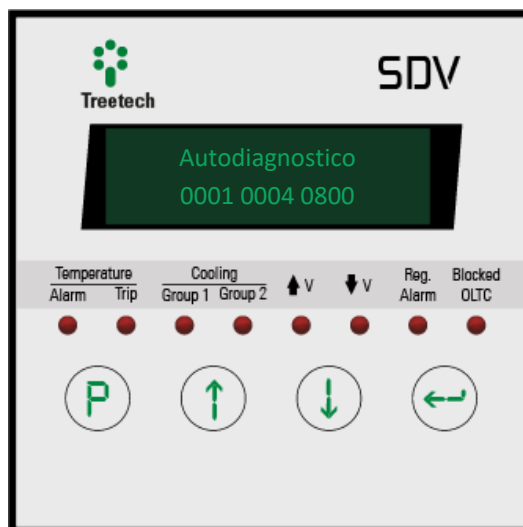 Treetech
SDV
Autodiagnostico
0001 0004 0800
Temperature
Alarm Trip
Cooling
Group 1 Group 2
V
V
Reg.
Alarm
Blocked
OLTC
P